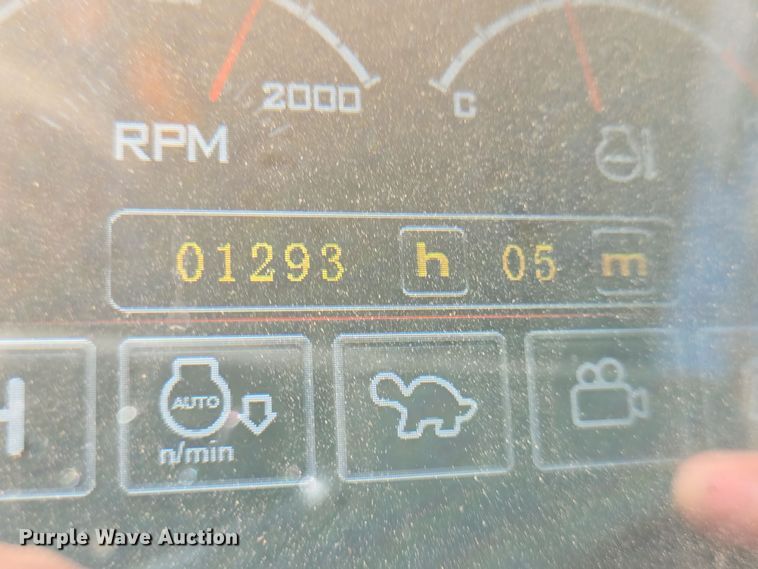 2000
C
RPM
01293 h 05 m
H
AUTO
n/min
Purple Wave Auction